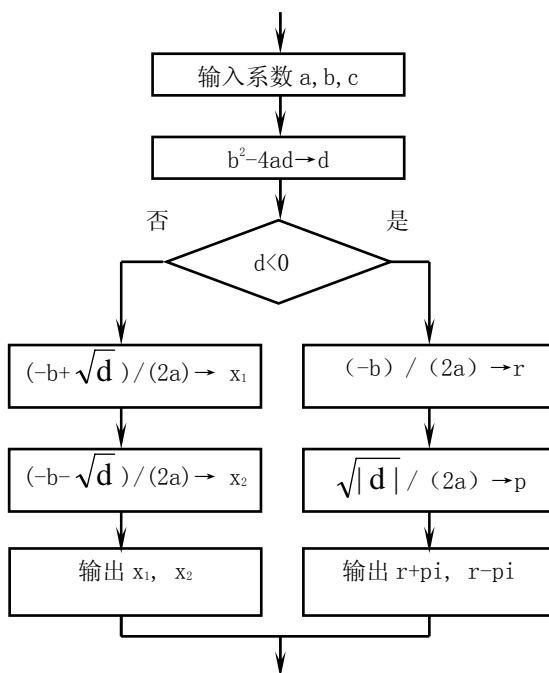 输入系数 a,b,c
b²-4ad→d
否
是
d<0
(-b+√d)/(2a)→ x₁
（-b）/（2a）→r
(-b-√d)/(2a)→ x₂
√|d|/（2a）→p
输出 x₁, x₂
输出 r+pi, r-pi